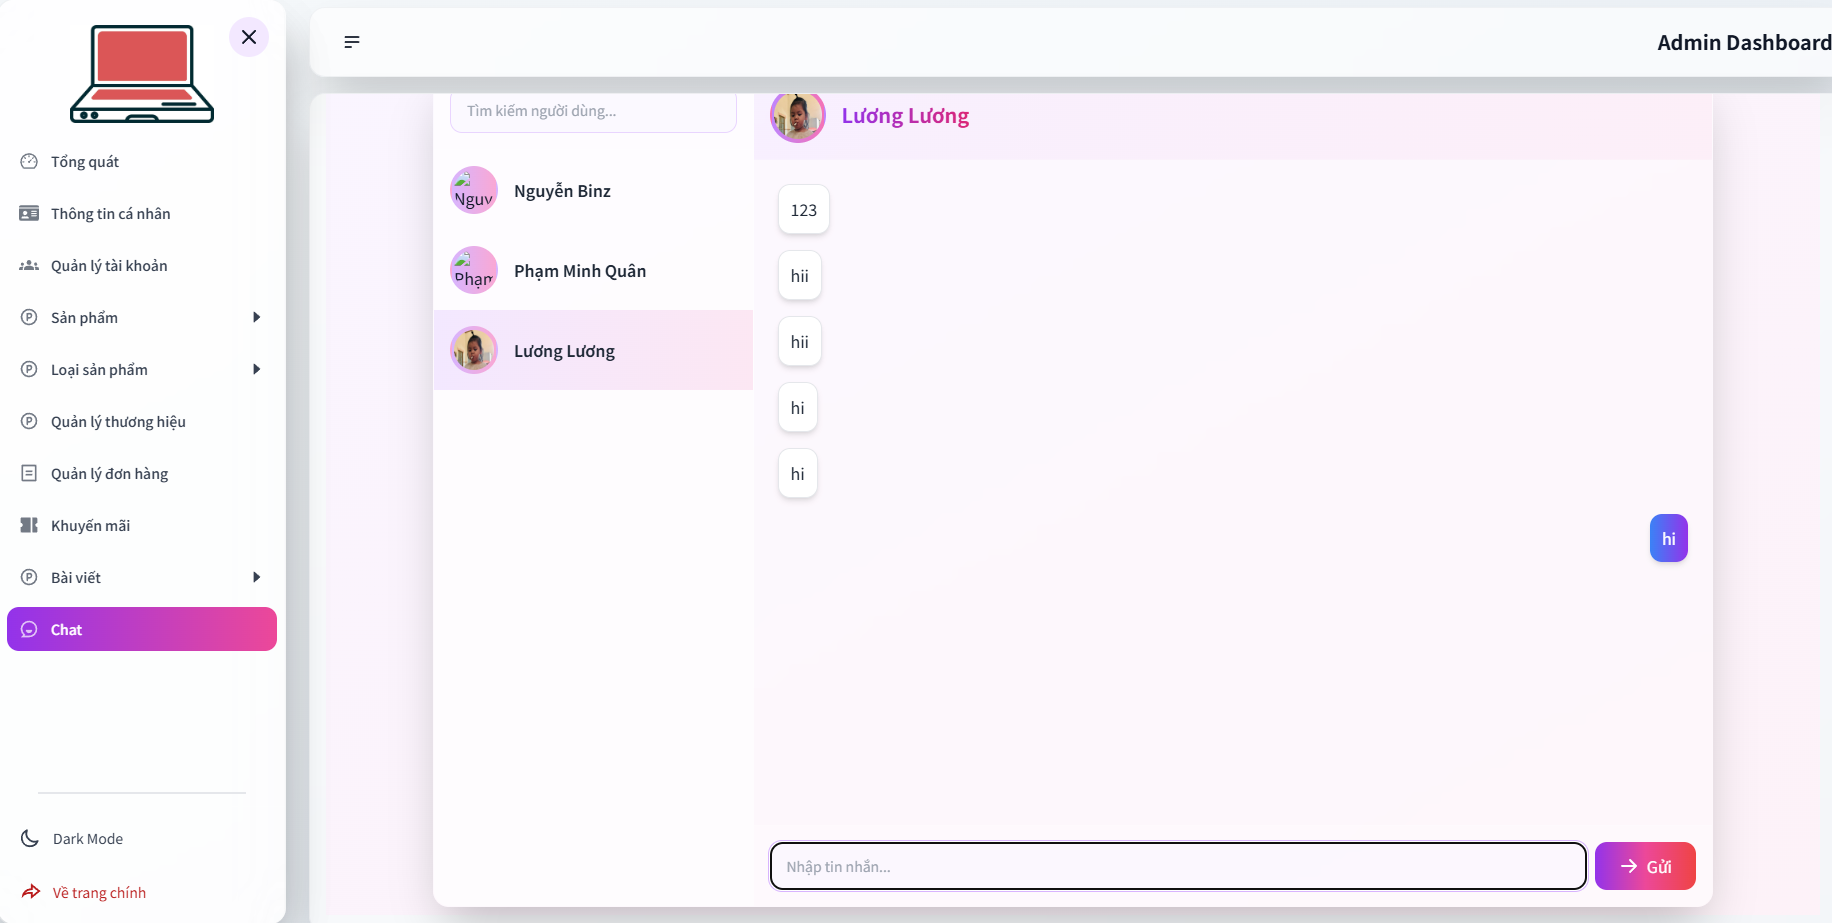 Tổng quát
Thông tin cá nhân
Quản lý tài khoản
Sản phẩm
Loại sản phẩm
Quản lý thương hiệu
Quản lý đơn hàng
Khuyến mãi
Bài viết
Chat
Dark Mode
Về trang chính
Admin Dashboard
Tìm kiếm người dùng...
Nguyễn Binz
Phạm Minh Quân
Lương Lương
Lương Lương
123
hii
hii
hi
hi
hi
Nhập tin nhắn...
Gửi